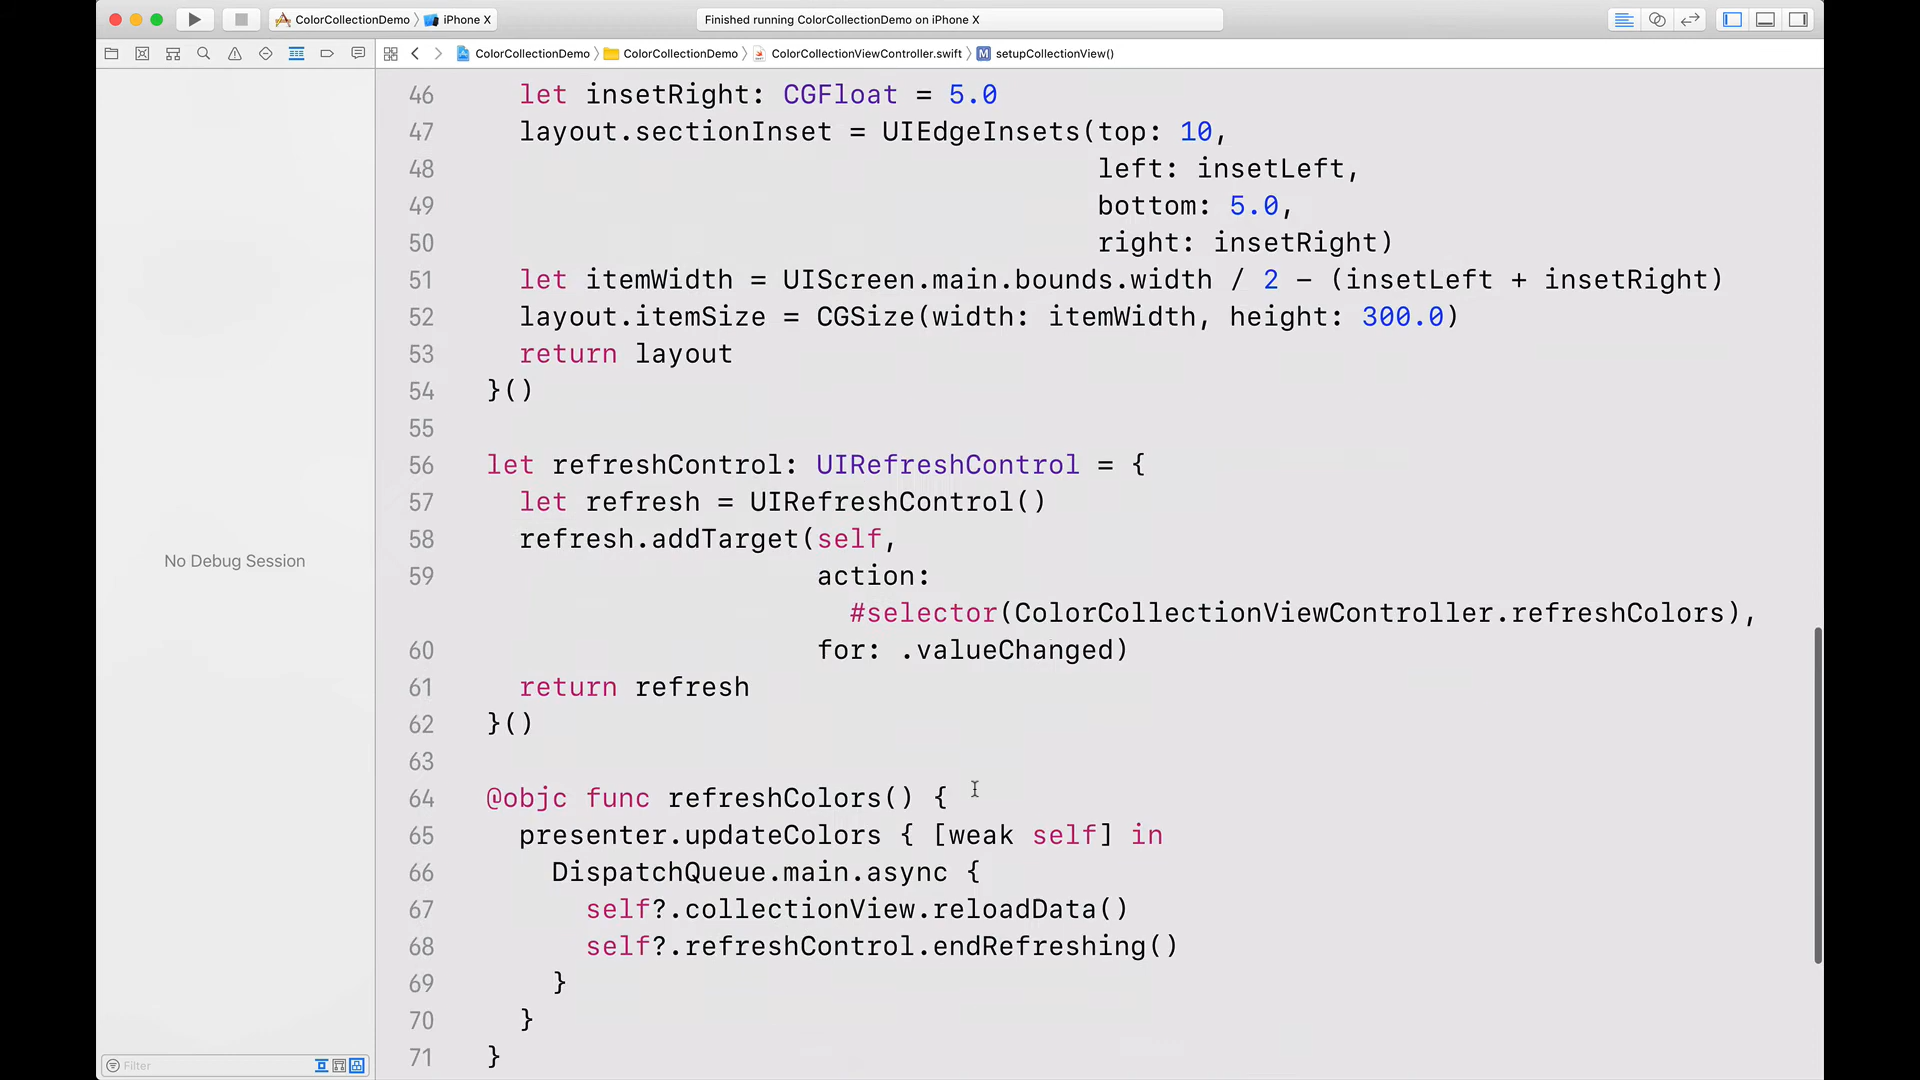 ColorCollectionDemo 〉 iPhone X
Finished running ColorCollectionDemo on iPhone X
ColorCollectionDemo 〉 ColorCollectionDemo 〉 ColorCollectionViewController.swift 〉 M setupCollectionView()
46 let insetRight: CGFloat = 5.0
47 layout.sectionInset = UIEdgeInsets(top: 10,
48 left: insetLeft,
49 bottom: 5.0,
50 right: insetRight)
51 let itemWidth = UIScreen.main.bounds.width / 2 - (insetLeft + insetRight)
52 layout.itemSize = CGSize(width: itemWidth, height: 300.0)
53 return layout
54 }()
55
56 let refreshControl: UIRefreshControl = {
57 let refresh = UIRefreshControl()
58 refresh.addTarget(self,
59 action:
#selector(ColorCollectionViewController.refreshColors),
60 for: .valueChanged)
61 return refresh
62 }()
63
64 @objc func refreshColors() {
65 presenter.updateColors { [weak self] in
66 DispatchQueue.main.async {
67 self?.collectionView.reloadData()
68 self?.refreshControl.endRefreshing()
69 }
70 }
71 }
No Debug Session
Filter